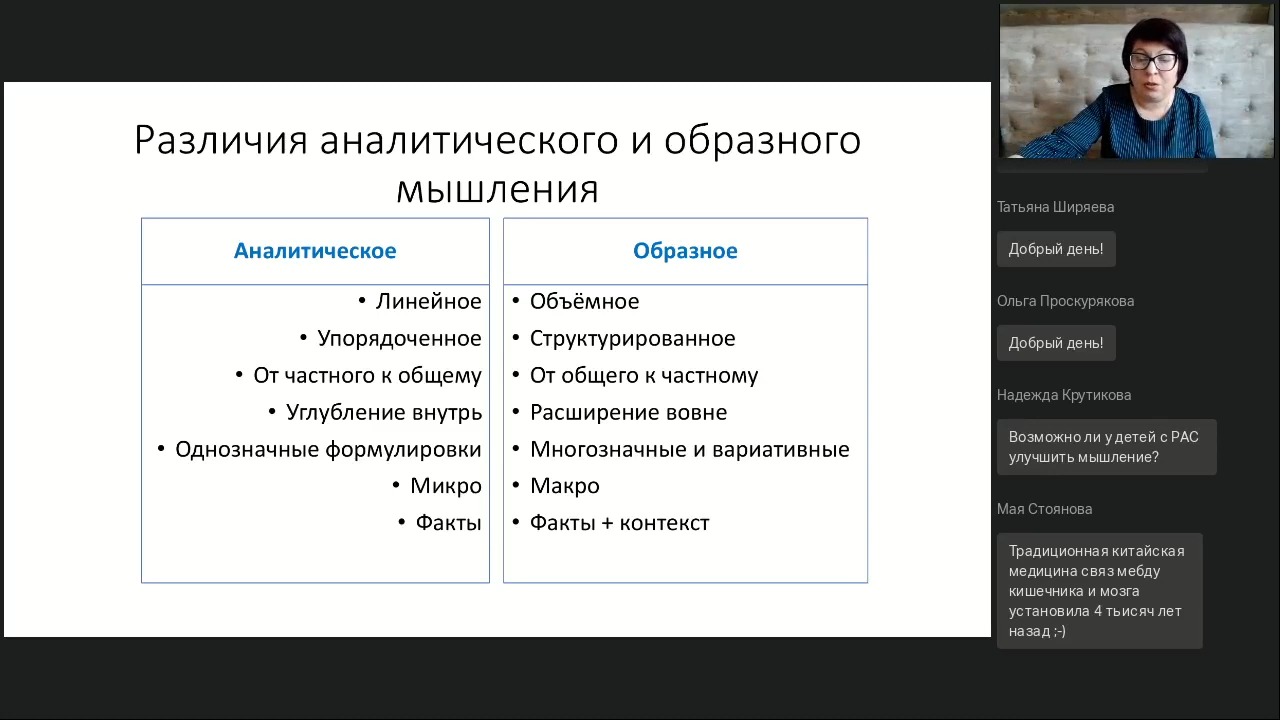 Различия аналитического и образного
мышления
Аналитическое
• Линейное
• Упорядоченное
• От частного к общему
• Углубление внутрь
• Однозначные формулировки
• Микро
• Факты
Образное
• Объёмное
• Структурированное
• От общего к частному
• Расширение вовне
• Многозначные и вариативные
• Макро
• Факты + контекст
Татьяна Ширяева
Добрый день!
Ольга Проскурякова
Добрый день!
Надежда Крутикова
Возможно ли у детей с РАС
улучшить мышление?
Мая Стоянова
Традиционная китайская
медицина связ мебду
кишечника и мозга
установила 4 тьисяч лет
назад ;-)